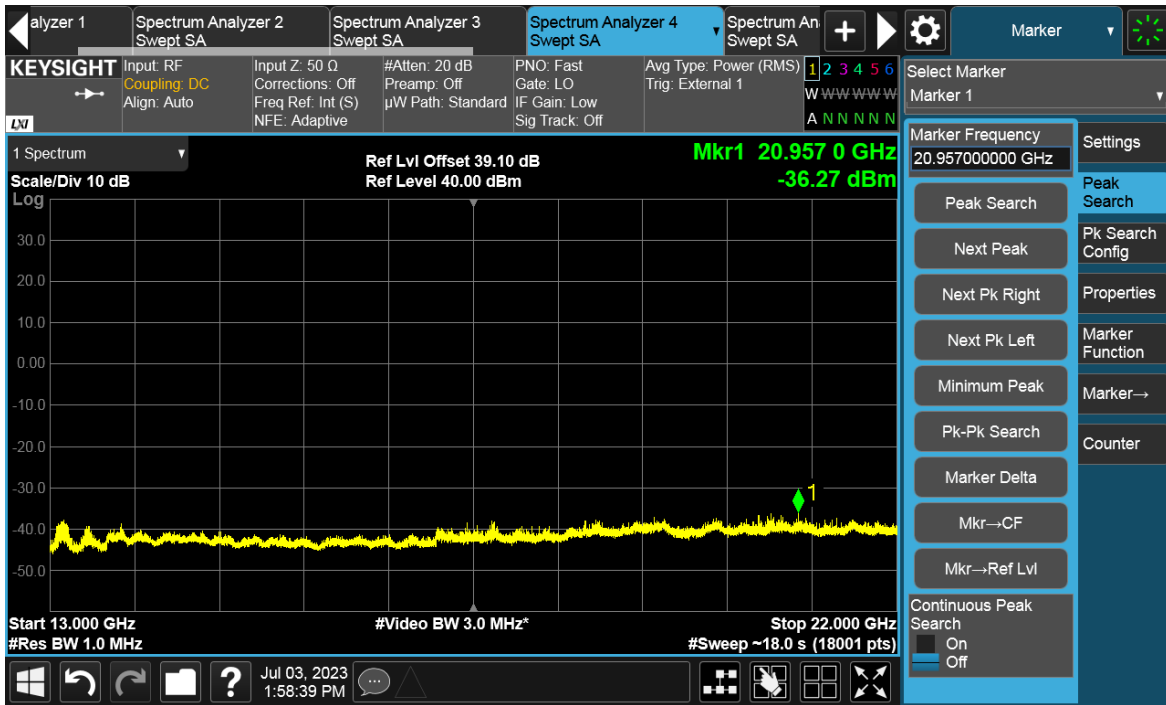 alyzer 1
Spectrum Analyzer 2
Swept SA
Spectrum Analyzer 3
Swept SA
Spectrum Analyzer 4
Swept SA
Spectrum An
Swept SA
Marker
KEYSIGHT
LXI
Input: RF
Coupling: DC
Align: Auto
Input Z: 50 Ω
Corrections: Off
Freq Ref: Int (S)
NFE: Adaptive
#Atten: 20 dB
Preamp: Off
µW Path: Standard
PNO: Fast
Gate: LO
IF Gain: Low
Sig Track: Off
Avg Type: Power (RMS)
Trig: External 1
1 2 3 4 5 6
W W W W W W
A N N N N N
Select Marker
Marker 1
1 Spectrum
Scale/Div 10 dB
Log
Ref Lvl Offset 39.10 dB
Ref Level 40.00 dBm
Mkr1 20.957 0 GHz
-36.27 dBm
30.0
20.0
10.0
0.00
-10.0
-20.0
-30.0
-40.0
-50.0
1
Start 13.000 GHz
#Res BW 1.0 MHz
#Video BW 3.0 MHz*
Stop 22.000 GHz
#Sweep ~18.0 s (18001 pts)
Marker Frequency
20.957000000 GHz
Peak Search
Next Peak
Next Pk Right
Next Pk Left
Minimum Peak
Pk-Pk Search
Marker Delta
Mkr→CF
Mkr→Ref Lvl
Continuous Peak
Search
On
Off
Settings
Peak
Search
Pk Search
Config
Properties
Marker
Function
Marker→
Counter
?
Jul 03, 2023
1:58:39 PM